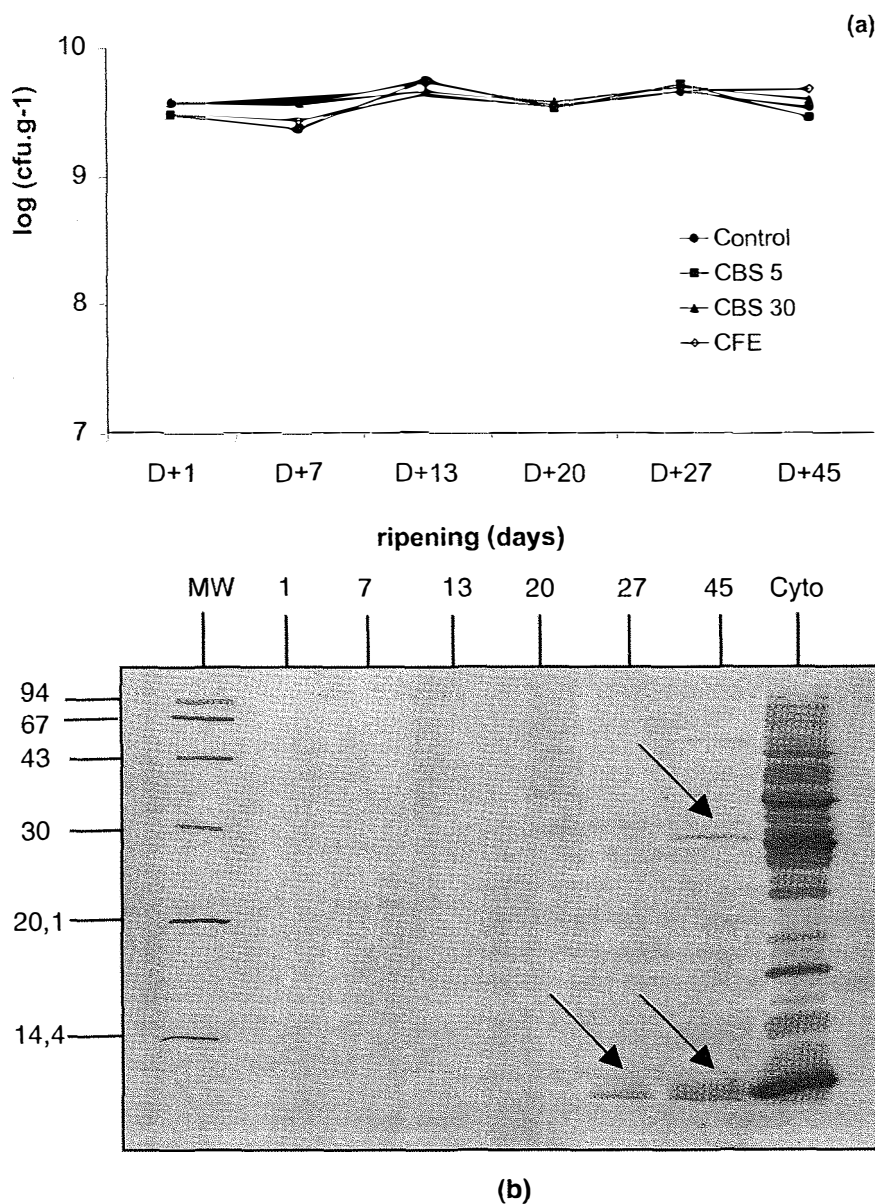 (a)
10
9
8
7
log (cfu.g-1)
Control
CBS 5
CBS 30
CFE
D+1 D+7 D+13 D+20 D+27 D+45
ripening (days)
MW 1 7 13 20 27 45 Cyto
94
67
43
30
20,1
14,4
(b)